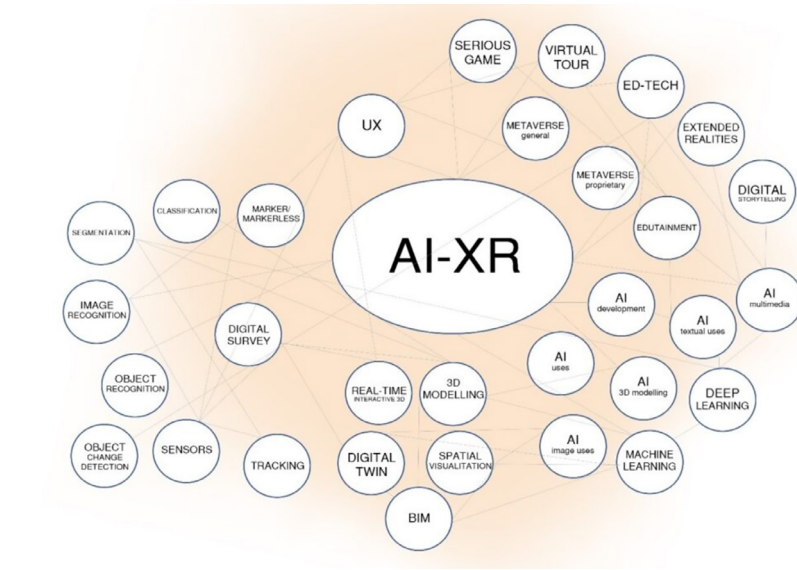 SERIOUS
GAME
VIRTUAL
TOUR
ED-TECH
UX
METAVERSE
general
EXTENDED
REALITIES
METAVERSE
proprietary
DIGITAL
STORYTELLING
CLASSIFICATION
MARKER/
MARKERLESS
SEGMENTATION
EDUTAINMENT
AI-XR
IMAGE
RECOGNITION
DIGITAL
SURVEY
AI
development
AI
textual uses
AI
multimedia
OBJECT
RECOGNITION
REAL-TIME
INTERACTIVE 3D
3D
MODELLING
AI
uses
AI
3D modelling
DEEP
LEARNING
OBJECT
CHANGE
DETECTION
SENSORS
TRACKING
DIGITAL
TWIN
SPATIAL
VISUALITATION
AI
image uses
MACHINE
LEARNING
BIM